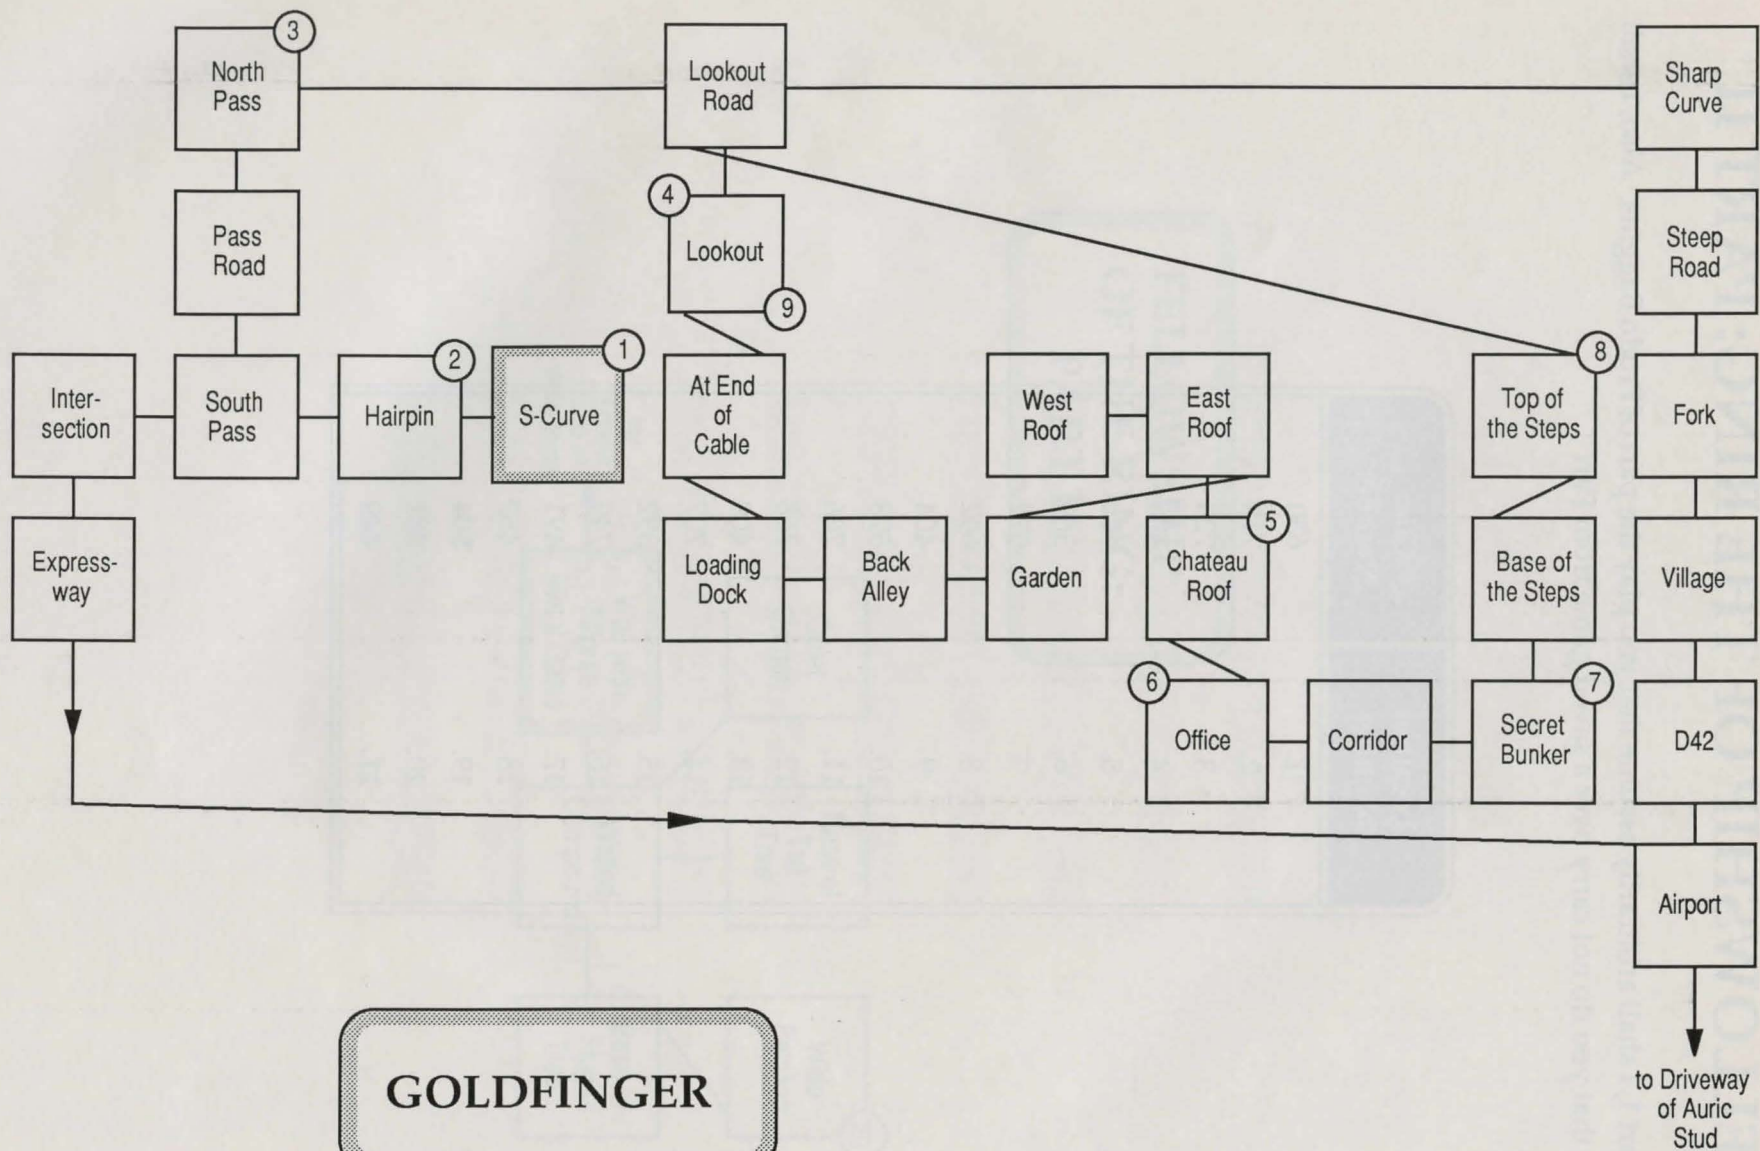 3
North
Pass
Lookout
Road
Sharp
Curve
Pass
Road
4
Lookout
9
Steep
Road
Inter-
section
South
Pass
2
Hairpin
1
S-Curve
At End
of
Cable
West
Roof
East
Roof
8
Top of
the Steps
Fork
Express-
way
Loading
Dock
Back
Alley
Garden
5
Chateau
Roof
Base of
the Steps
Village
6
Office
Corridor
7
Secret
Bunker
D42
Airport
GOLDFINGER
to Driveway
of Auric
Stud